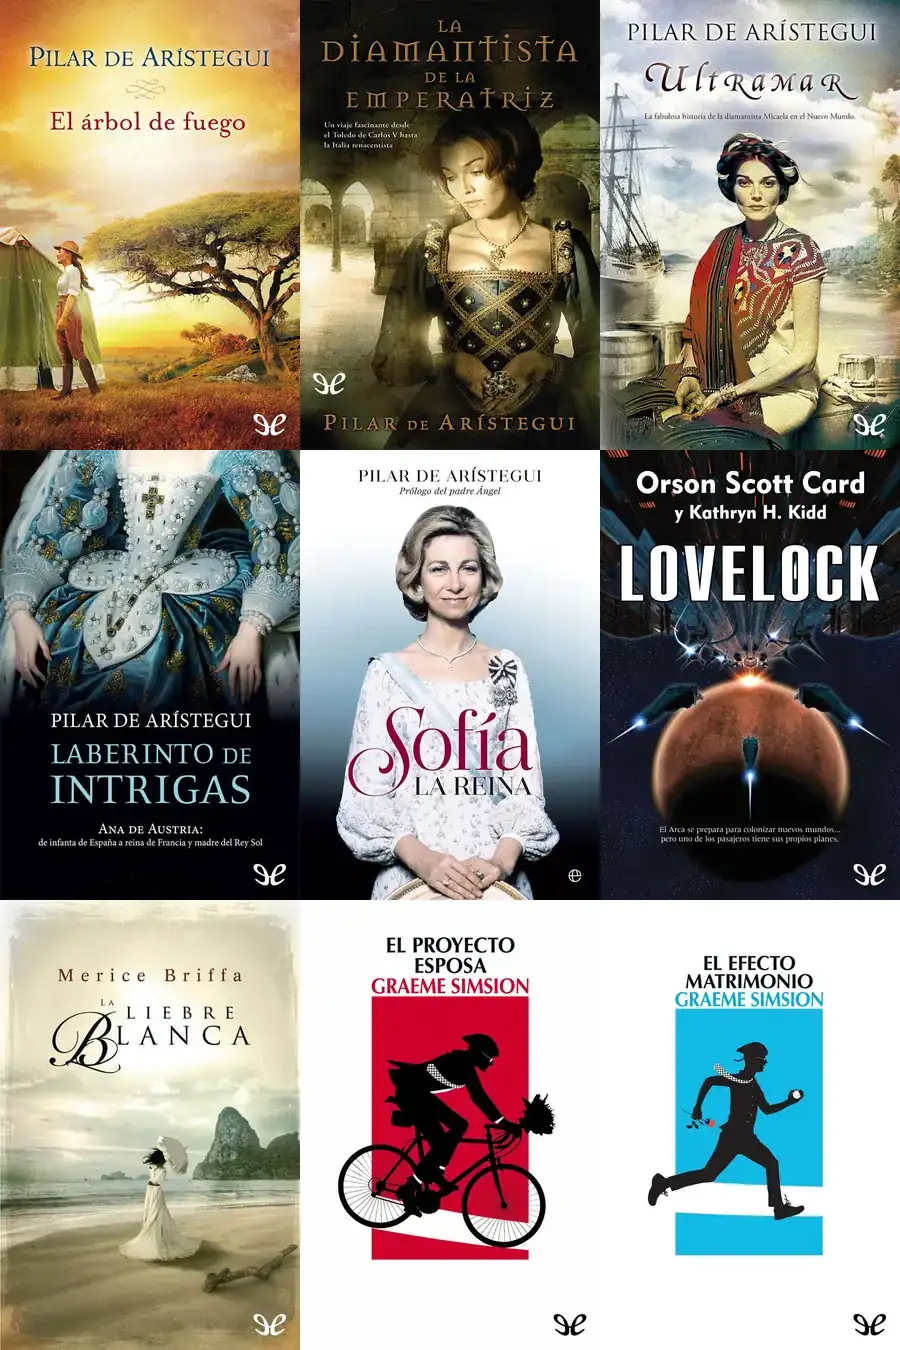 PILAR DE ARÍSTEGUI
El árbol de fuego
LA
DIAMANTISTA
DE LA
EMPERATRIZ
Un viaje fascinante desde
el Toledo de Carlos V hasta
la Italia renacentista
PILAR DE ARÍSTEGUI
PILAR DE ARÍSTEGUI
ULTRAMAR
La fabulosa historia de la diamantista Micaela en el Nuevo Mundo.
PILAR DE ARÍSTEGUI
LABERINTO DE
INTRIGAS
ANA DE AUSTRIA:
de infanta de España a reina de Francia y madre del Rey Sol
PILAR DE ARÍSTEGUI
Prólogo del padre Ángel
Sofía
LA REINA
e
Orson Scott Card
y Kathryn H. Kidd
LOVELOCK
El Arca se prepara para colonizar nuevos mundos...
pero uno de los pasajeros tiene sus propios planes.
Merice Briffa
LA
LIEBRE
BLANCA
EL PROYECTO
ESPOSA
GRAEME SIMSION
EL EFECTO
MATRIMONIO
GRAEME SIMSION